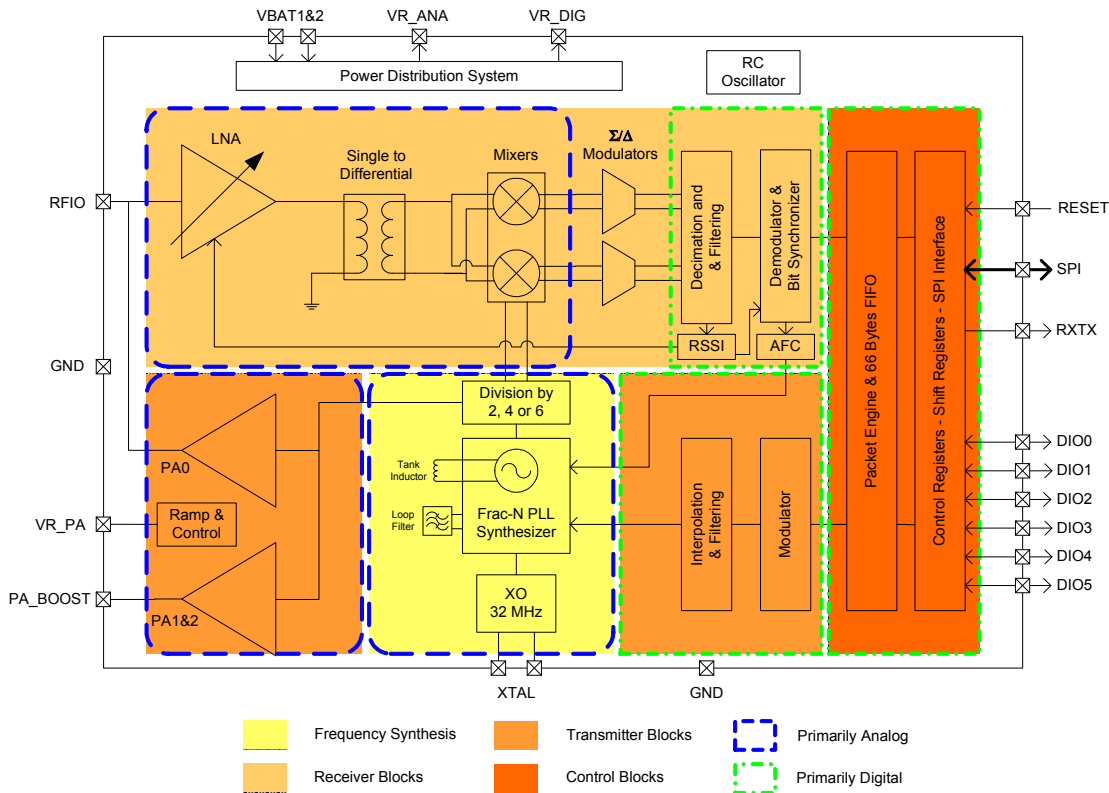 VBAT1&2
VR_ANA
VR_DIG
Power Distribution System
RC
Oscillator
LNA
Single to
Differential
Mixers
Σ/Δ
Modulators
Decimation and
& Filtering
Demodulator &
Bit Synchronizer
RSSI
AFC
Packet Engine & 66 Bytes FIFO
Control Registers - Shift Registers - SPI Interface
RFIO
GND
RESET
SPI
RXTX
Division by
2, 4 or 6
PA0
Tank
Inductor
Loop
Filter
Frac-N PLL
Synthesizer
Interpolation
& Filtering
Modulator
VR_PA
Ramp &
Control
PA_BOOST
PA1&2
XO
32 MHz
DIO0
DIO1
DIO2
DIO3
DIO4
DIO5
XTAL
GND
Frequency Synthesis
Transmitter Blocks
Primarily Analog
Receiver Blocks
Control Blocks
Primarily Digital